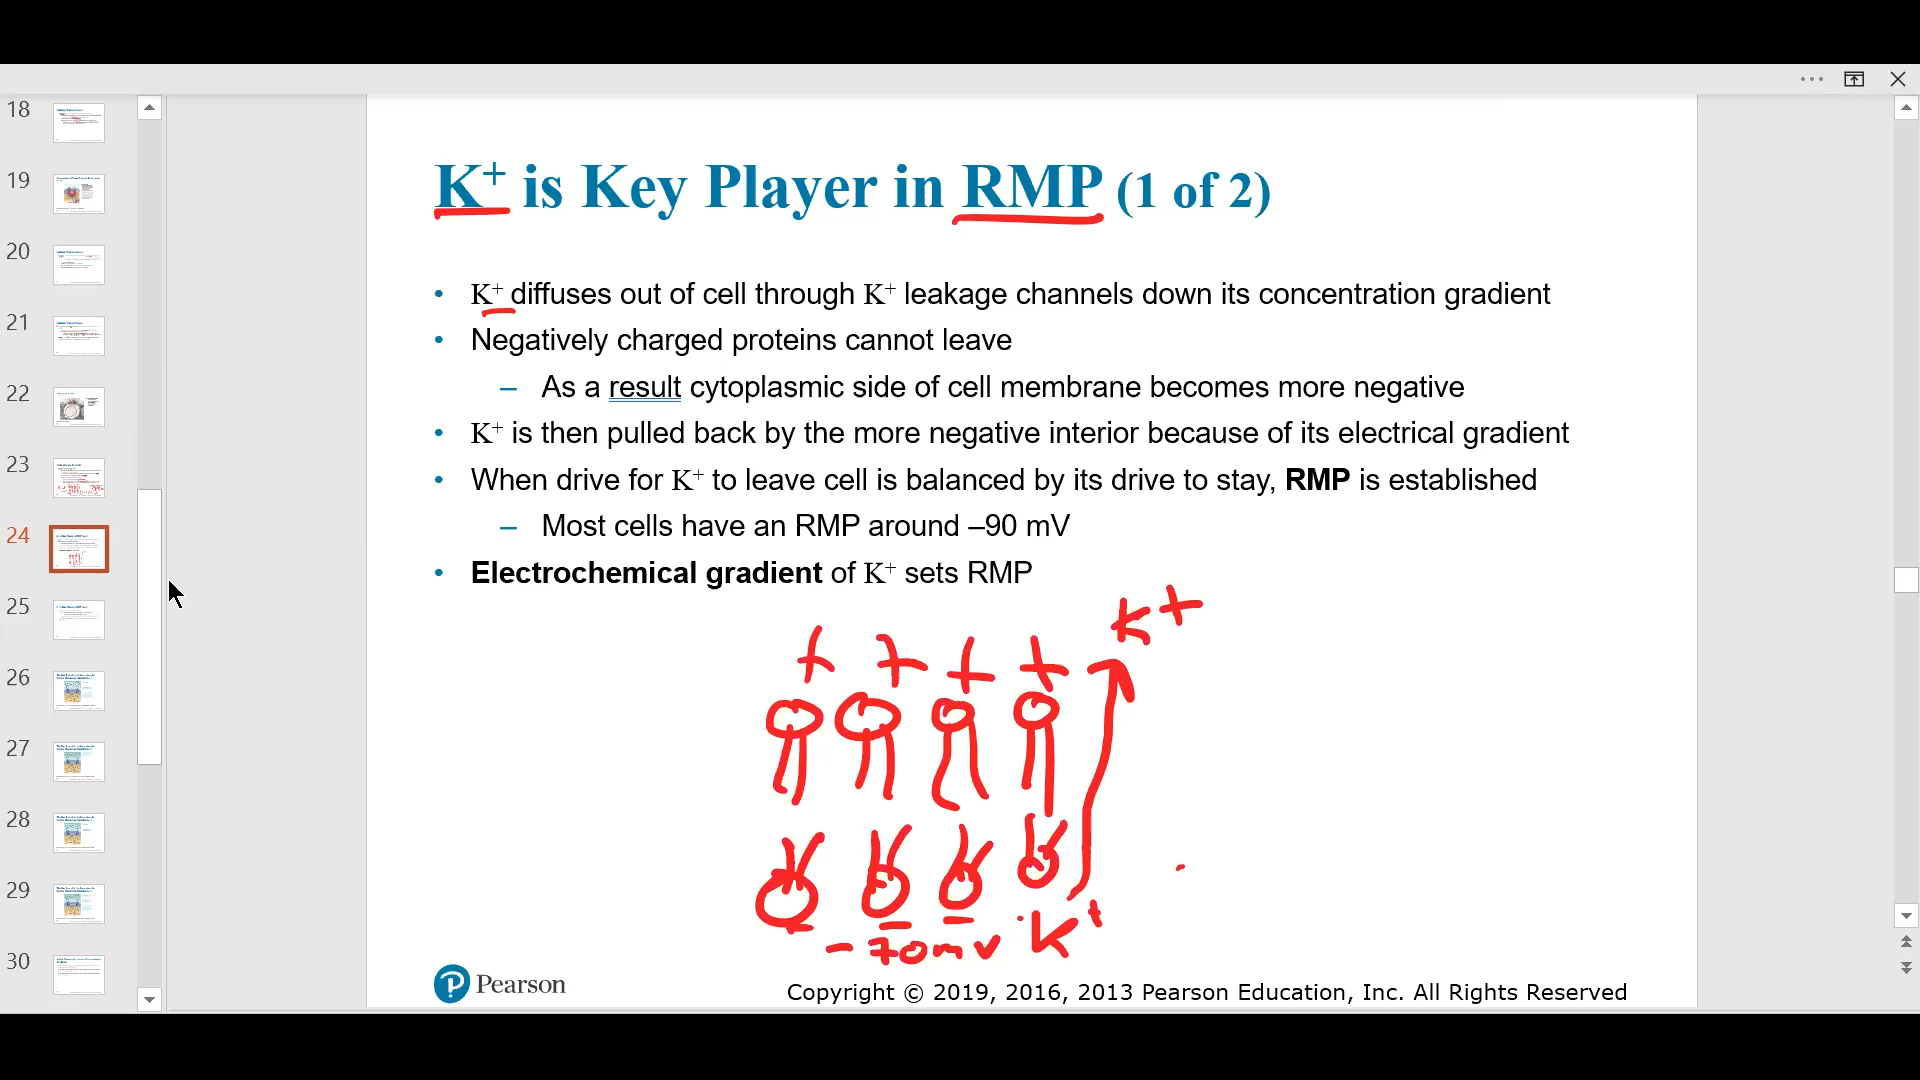 18
19
20
21
22
23
24
25
26
27
28
29
30
K⁺ is Key Player in RMP (1 of 2)
• K⁺ diffuses out of cell through K⁺ leakage channels down its concentration gradient
• Negatively charged proteins cannot leave
– As a result cytoplasmic side of cell membrane becomes more negative
• K⁺ is then pulled back by the more negative interior because of its electrical gradient
• When drive for K⁺ to leave cell is balanced by its drive to stay, RMP is established
– Most cells have an RMP around –90 mV
• Electrochemical gradient of K⁺ sets RMP
K+
+ + + +
- 70mv K+
Pearson
Copyright © 2019, 2016, 2013 Pearson Education, Inc. All Rights Reserved